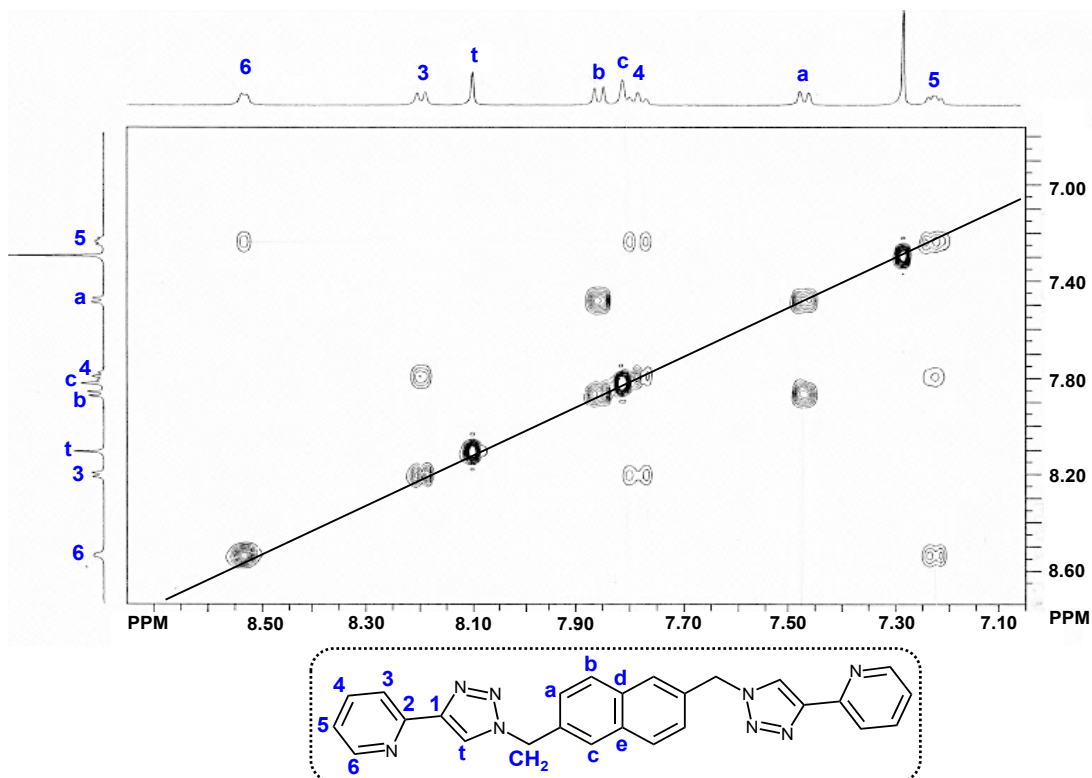 6 3 t b c 4 a 5
5
a
4
c
b
t
3
6
7.00
7.40
7.80
8.20
8.60
PPM 8.50 8.30 8.10 7.90 7.70 7.50 7.30 7.10 PPM
b d N
4 3 a N
N N N
5 2 1 N N N
N t e
6 CH2 c